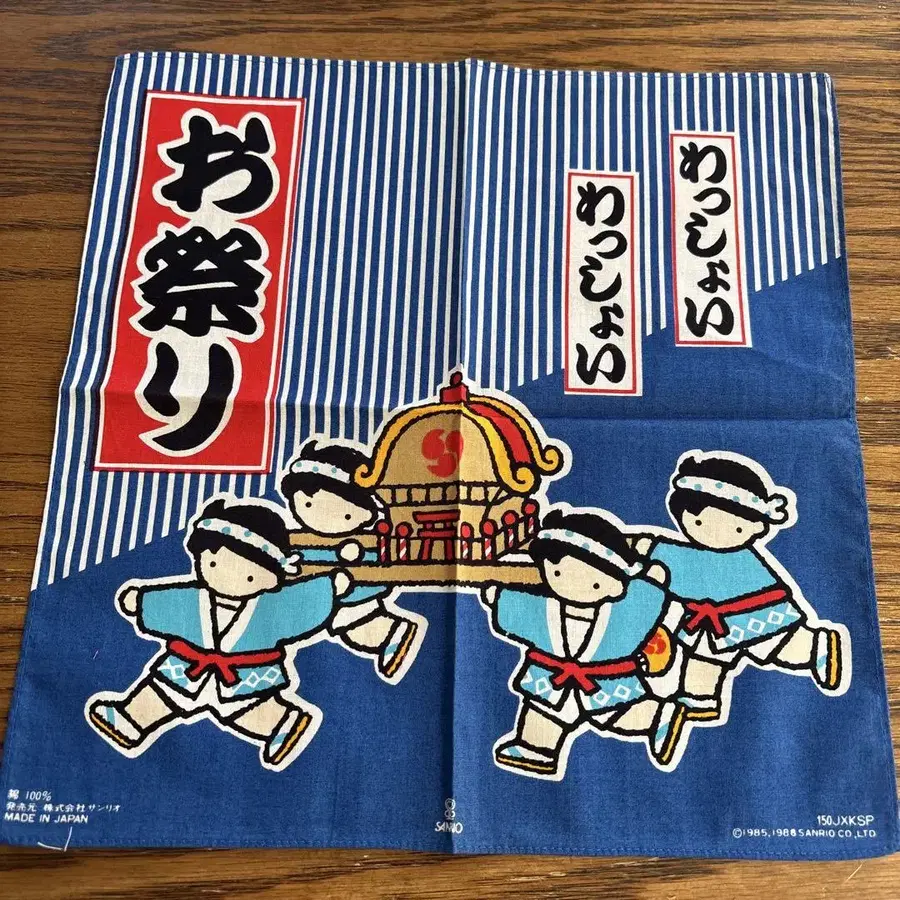 お祭り
わっしょい
わっしょい
綿 100%
発売元 株式会社サンリオ
MADE IN JAPAN
SANRIO
150JXKSP
©1985,1988 SANRIO CO.,LTD